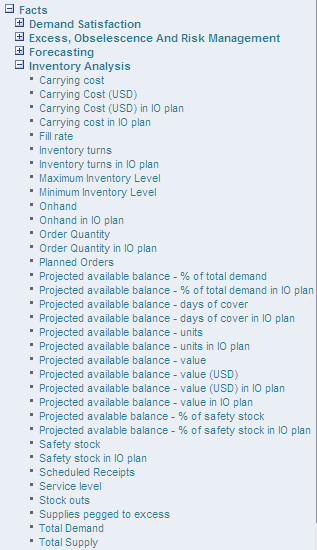 Facts
Demand Satisfaction
Excess, Obselescence And Risk Management
Forecasting
Inventory Analysis
Carrying cost
Carrying Cost (USD)
Carrying Cost (USD) in IO plan
Carrying cost in IO plan
Fill rate
Inventory turns
Inventory turns in IO plan
Maximum Inventory Level
Minimum Inventory Level
Onhand
Onhand in IO plan
Order Quantity
Order Quantity in IO plan
Planned Orders
Projected available balance - % of total demand
Projected available balance - % of total demand in IO plan
Projected available balance - days of cover
Projected available balance - days of cover in IO plan
Projected available balance - units
Projected available balance - units in IO plan
Projected available balance - value
Projected available balance - value (USD)
Projected available balance - value (USD) in IO plan
Projected available balance - value in IO plan
Projected avalable balance - % of safety stock
Projected avalable balance - % of safety stock in IO plan
Safety stock
Safety stock in IO plan
Scheduled Receipts
Service level
Stock outs
Supplies pegged to excess
Total Demand
Total Supply